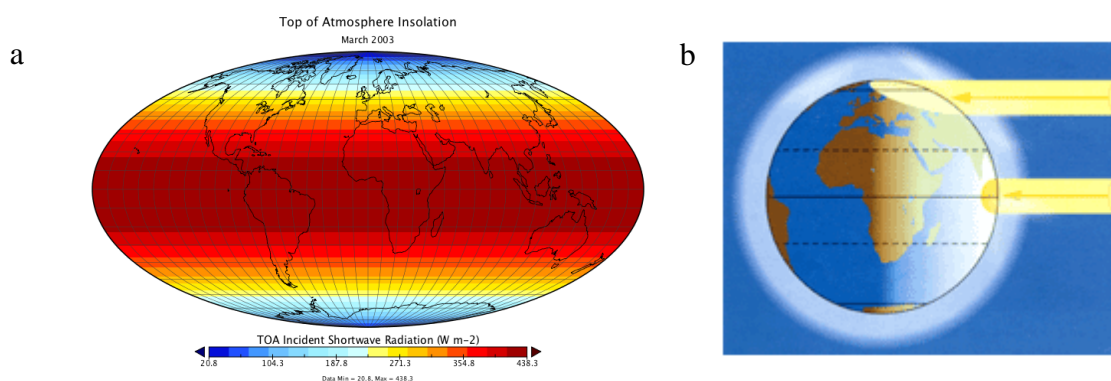 a
Top of Atmosphere Insolation
March 2003
TOA Incident Shortwave Radiation (W m-2)
20.8 104.3 187.8 271.3 354.8 438.3
Data Min = 20.8, Max = 438.3
b